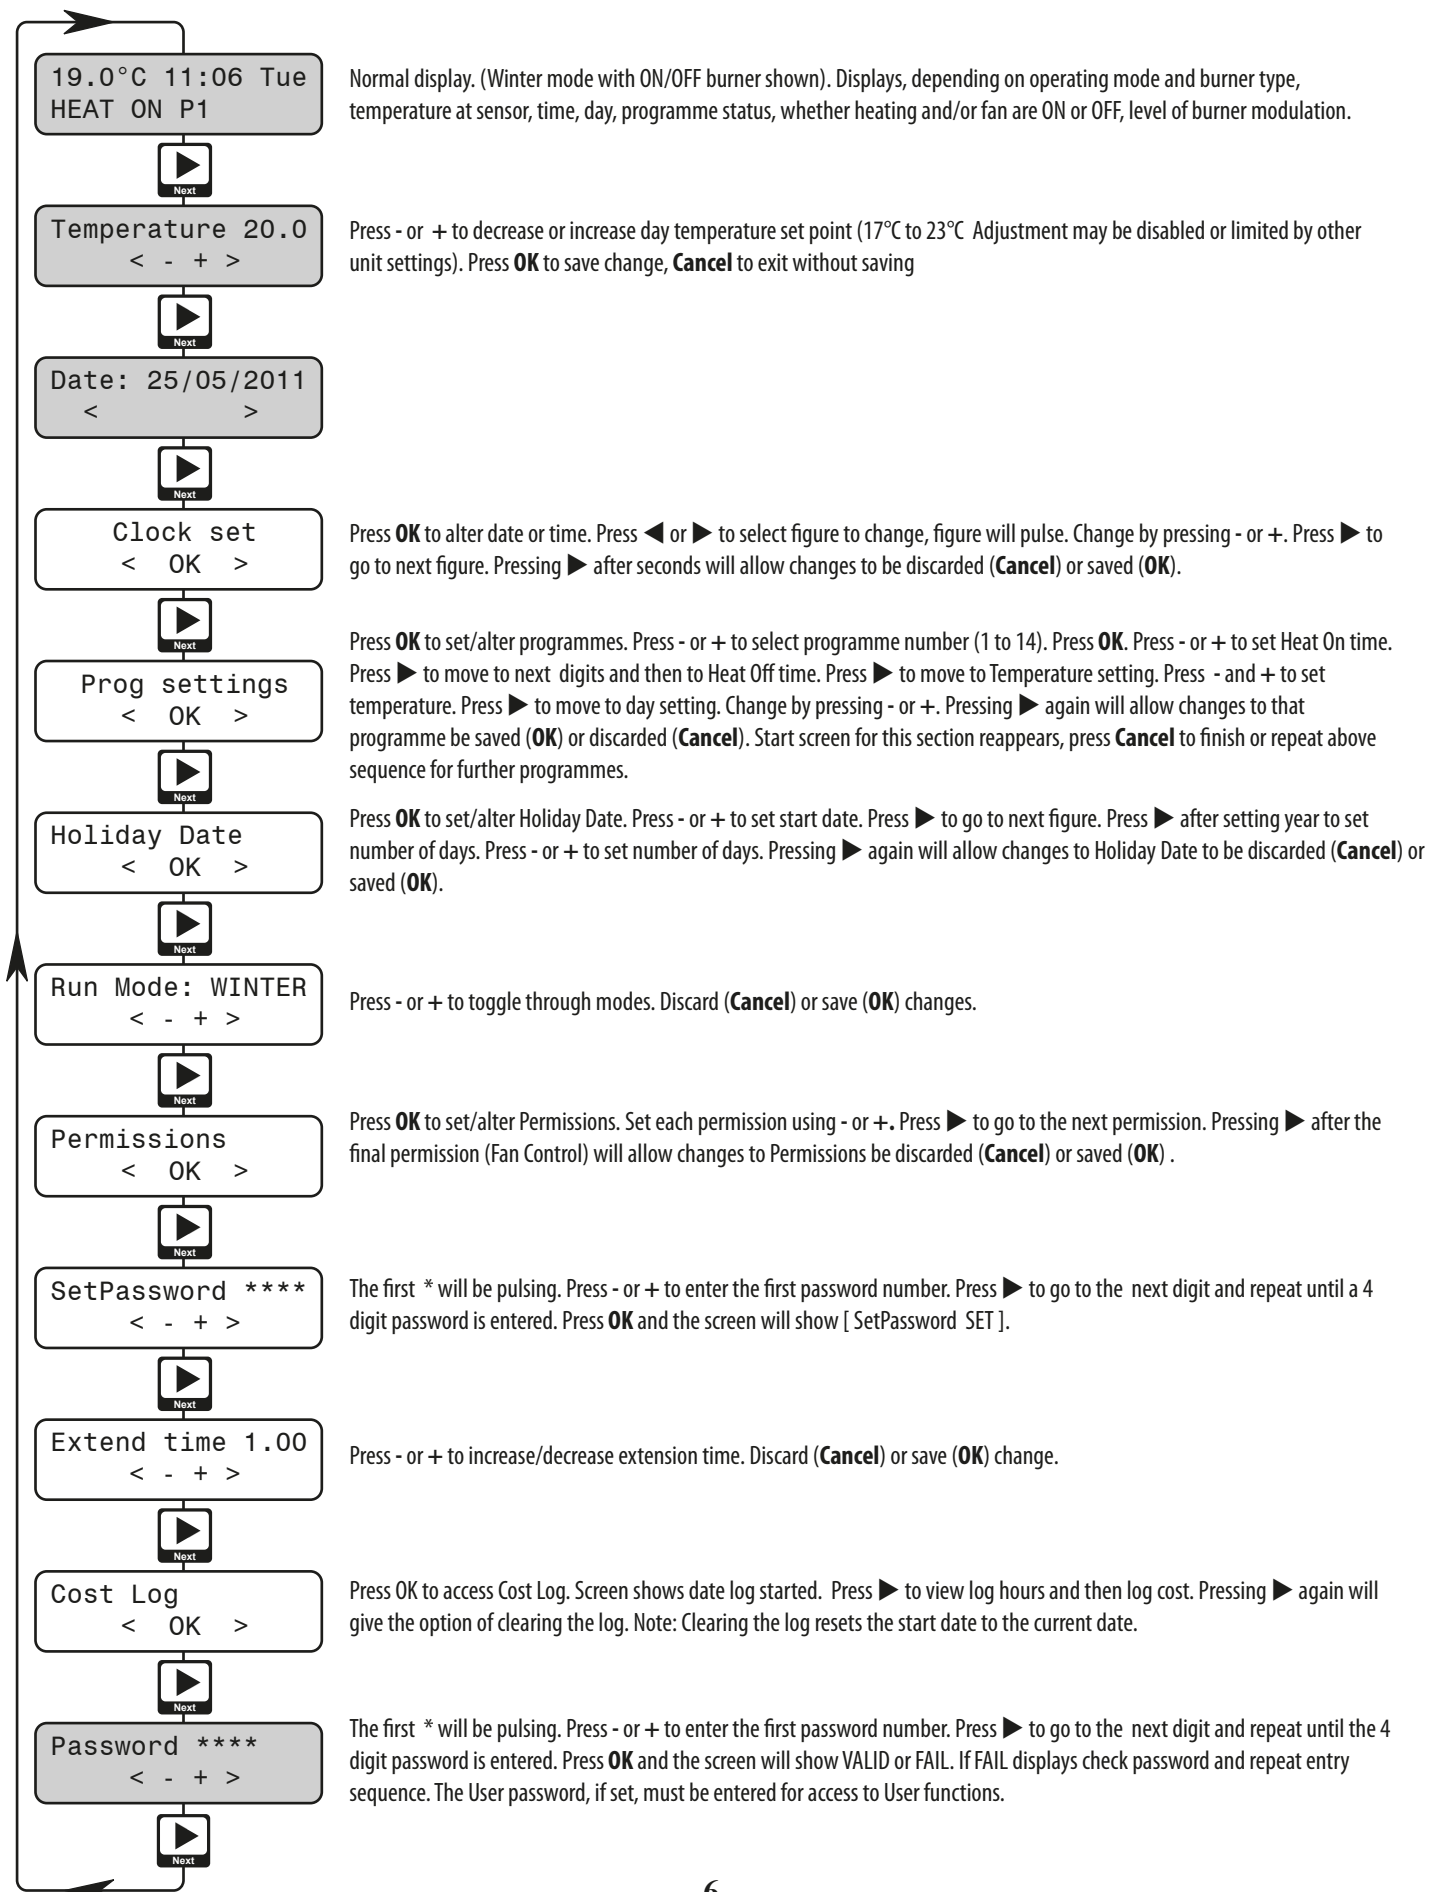 19.0°C 11:06 Tue
HEAT ON P1
Normal display. (Winter mode with ON/OFF burner shown). Displays, depending on operating mode and burner type,
temperature at sensor, time, day, programme status, whether heating and/or fan are ON or OFF, level of burner modulation.
Next
Temperature 20.0
< - + >
Press - or + to decrease or increase day temperature set point (17°C to 23°C Adjustment may be disabled or limited by other
unit settings). Press OK to save change, Cancel to exit without saving
Next
Date: 25/05/2011
< >
Next
Clock set
< OK >
Press OK to alter date or time. Press ◀ or ▶ to select figure to change, figure will pulse. Change by pressing - or +. Press ▶ to
go to next figure. Pressing ▶ after seconds will allow changes to be discarded (Cancel) or saved (OK).
Next
Prog settings
< OK >
Press OK to set/alter programmes. Press - or + to select programme number (1 to 14). Press OK. Press - or + to set Heat On time.
Press ▶ to move to next digits and then to Heat Off time. Press ▶ to move to Temperature setting. Press - and + to set
temperature. Press ▶ to move to day setting. Change by pressing - or +. Pressing ▶ again will allow changes to that
programme be saved (OK) or discarded (Cancel). Start screen for this section reappears, press Cancel to finish or repeat above
sequence for further programmes.
Next
Holiday Date
< OK >
Press OK to set/alter Holiday Date. Press - or + to set start date. Press ▶ to go to next figure. Press ▶ after setting year to set
number of days. Press - or + to set number of days. Pressing ▶ again will allow changes to Holiday Date to be discarded (Cancel) or
saved (OK).
Next
Run Mode: WINTER
< - + >
Press - or + to toggle through modes. Discard (Cancel) or save (OK) changes.
Next
Permissions
< OK >
Press OK to set/alter Permissions. Set each permission using - or +. Press ▶ to go to the next permission. Pressing ▶ after the
final permission (Fan Control) will allow changes to Permissions be discarded (Cancel) or saved (OK) .
Next
SetPassword ****
< - + >
The first * will be pulsing. Press - or + to enter the first password number. Press ▶ to go to the next digit and repeat until a 4
digit password is entered. Press OK and the screen will show [ SetPassword SET ].
Next
Extend time 1.00
< - + >
Press - or + to increase/decrease extension time. Discard (Cancel) or save (OK) change.
Next
Cost Log
< OK >
Press OK to access Cost Log. Screen shows date log started. Press ▶ to view log hours and then log cost. Pressing ▶ again will
give the option of clearing the log. Note: Clearing the log resets the start date to the current date.
Next
Password ****
< - + >
The first * will be pulsing. Press - or + to enter the first password number. Press ▶ to go to the next digit and repeat until the 4
digit password is entered. Press OK and the screen will show VALID or FAIL. If FAIL displays check password and repeat entry
sequence. The User password, if set, must be entered for access to User functions.
Next
6